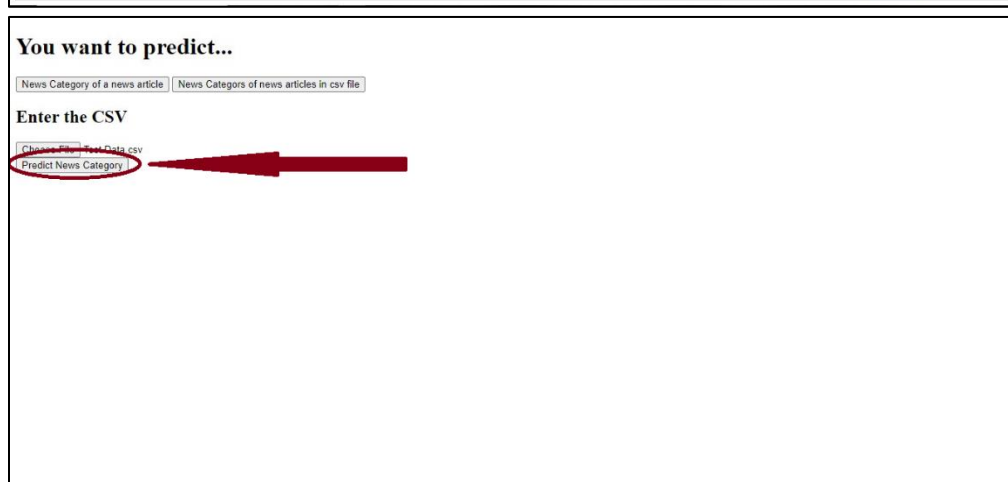 You want to predict...
News Category of a news article News Categors of news articles in csv file
Enter the CSV
Choose File Test Data.csv
Predict News Category